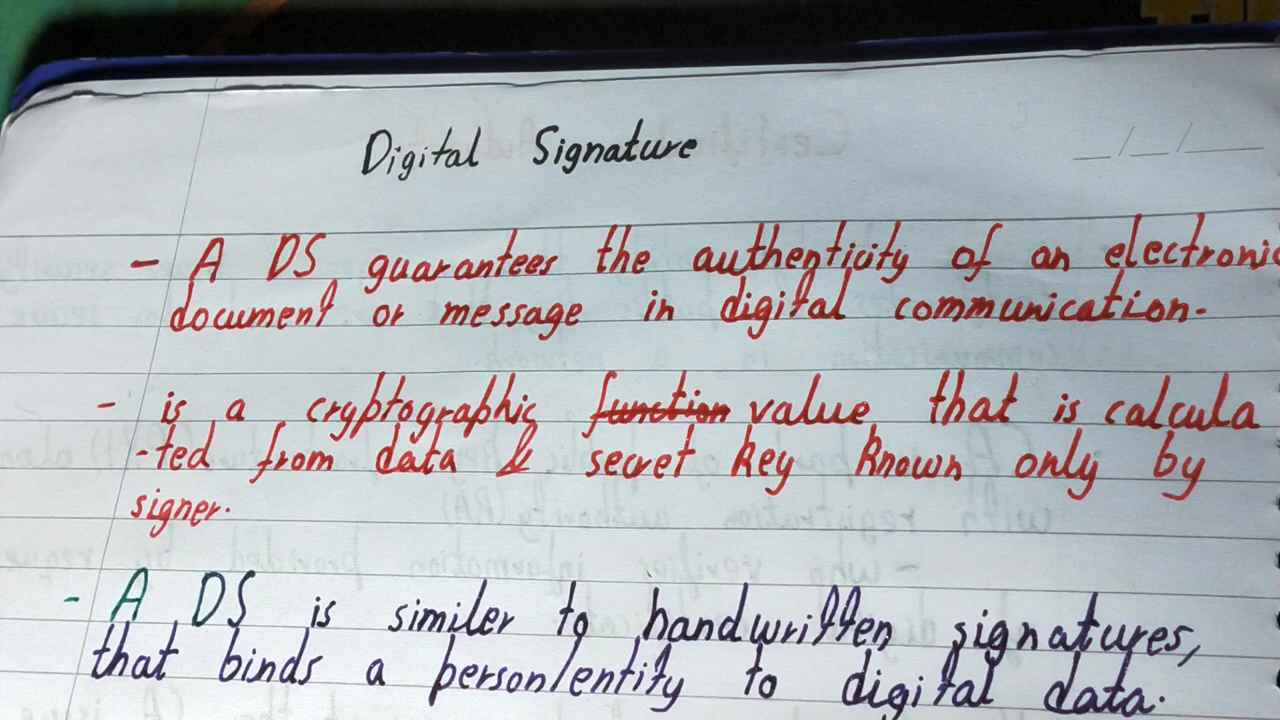 Digital Signature
- A DS guarantees the authenticity of an electronic
document or message in digital communication.
- is a cryptographic function value that is calcula
-ted from data & secret key known only by
signer.
- A DS is similer to handwritten signatures,
that binds a person/entity to digital data.